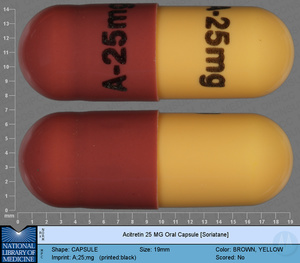 14
13
12
11
10
9
8
7
6
5
4
3
2
1
A-25mg
A-25mg
mm
0 1 2 3 4 5 6 7 8 9 10 11 12 13 14 15 16 17 18 19
NATIONAL
LIBRARY OF
MEDICINE
Acitretin 25 MG Oral Capsule [Soriatane]
Shape: CAPSULE Size: 19mm Color: BROWN, YELLOW
Imprint: A;25;mg (printed black) Scored: No